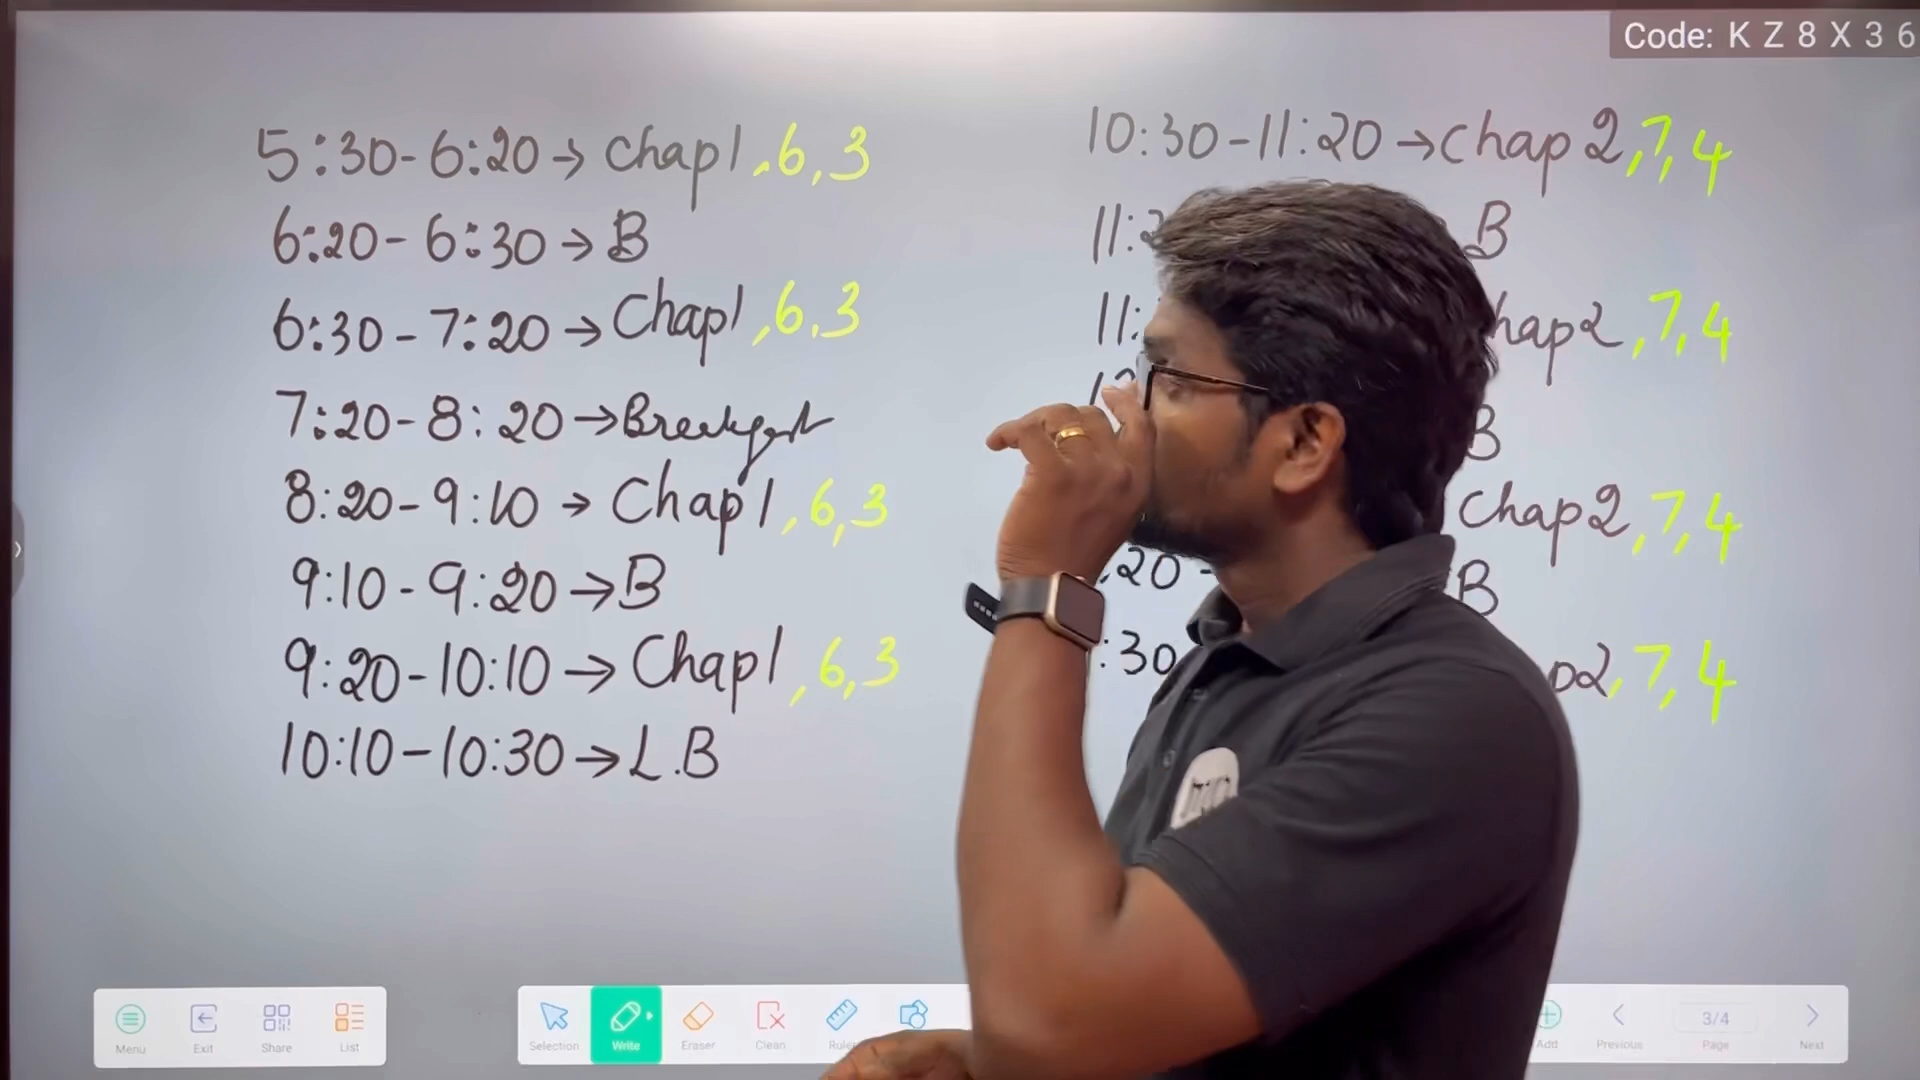 Code: K Z 8 X 3 6
5:30-6:20→ Chap1,6,3
6:20-6:30→B
6:30-7:20→Chap1,6,3
7:20-8:20→Breakfast
8:20-9:10→Chap1,6,3
9:10-9:20→B
9:20-10:10→Chap1,6,3
10:10-10:30→L.B
10:30-11:20→Chap2,7,4
B
hap2,7,4
B
Chap2,7,4
20- B
:30 p2,7,4
Menu Exit Share List
Selection Write Eraser Clean
Add Previous 3/4 Page Next